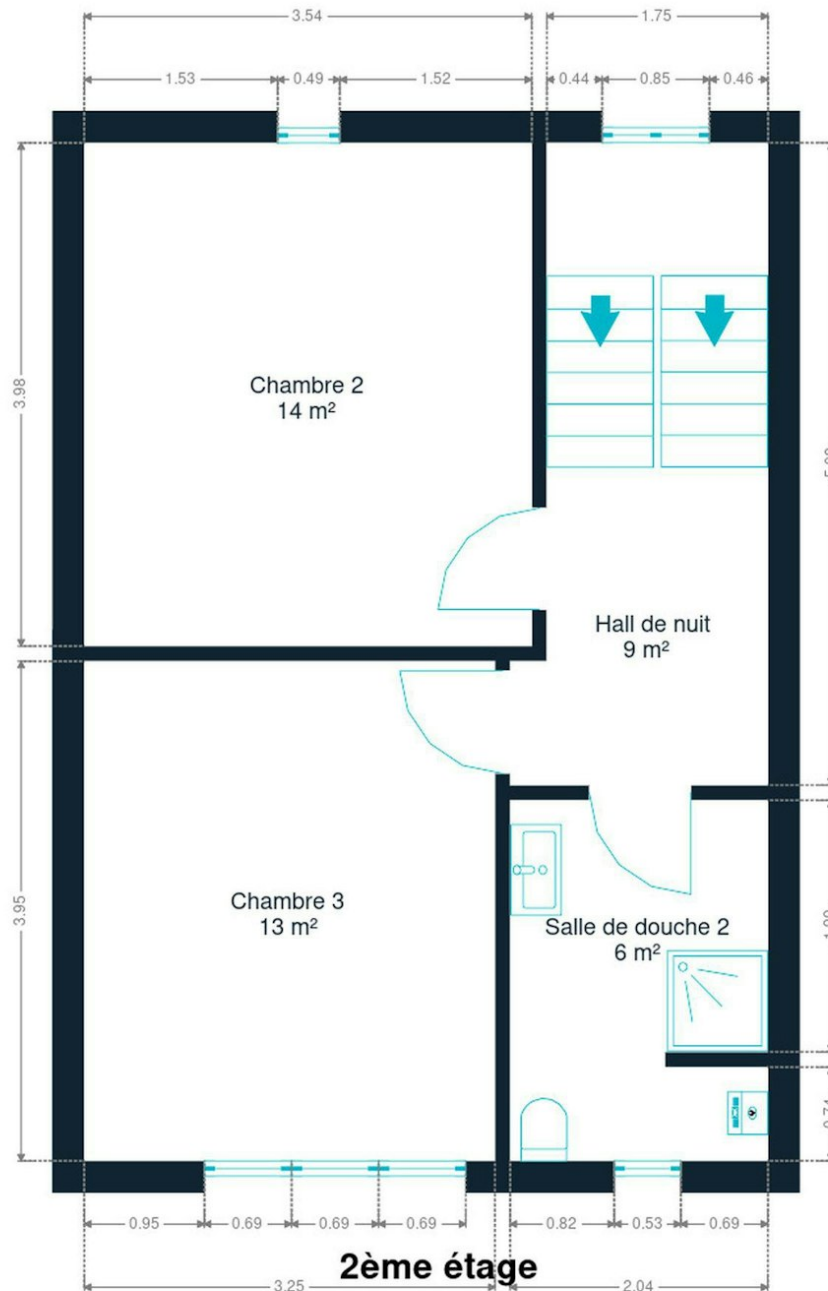 3.54
1.75
1.53
0.49
1.52
0.44
0.85
0.46
3.98
Chambre 2
14 m²
Hall de nuit
9 m²
3.95
Chambre 3
13 m²
Salle de douche 2
6 m²
0.95
0.69
0.69
0.69
0.82
0.53
0.69
2ème étage
3.25
2.04